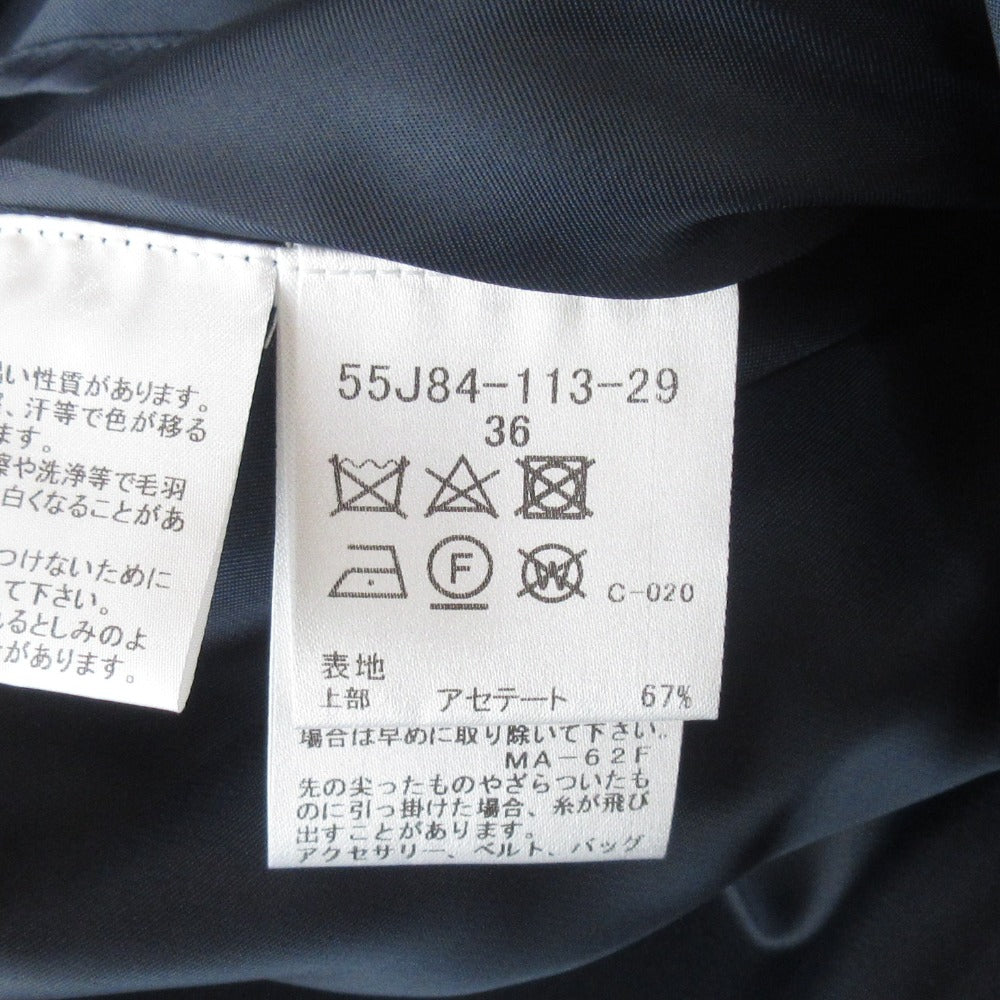 い性質があります。
、汗等で色が移る
ます。
擦や洗浄等で毛羽
白くなることがあ
つけないために
て下さい。
るとしみのよ
があります。
55J84-113-29
36
F
W
C-020
表地
上部 アセテート 67%
場合は早めに取り除いて下さい。
MA-62F
先の尖ったものやざらついたも
のに引っ掛けた場合、糸が飛び
出すことがあります。
アクセサリー、ベルト、バッグ